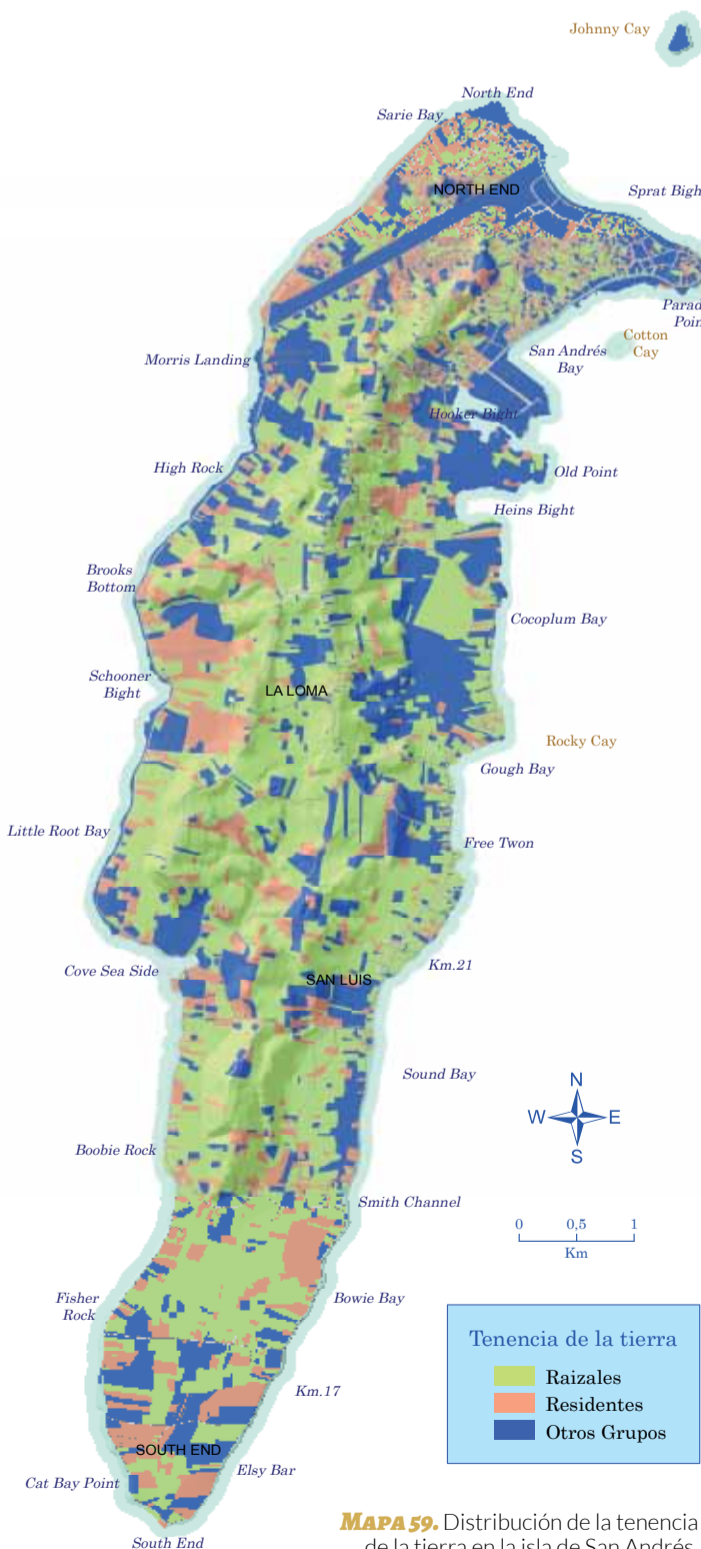 Johnny Cay
North End
Sarie Bay
NORTH END
Sprat Bigh
Parad
Poin
Cotton
Cay
San Andrés
Bay
Morris Landing
Hooker Bight
High Rock
Old Point
Heins Bight
Brooks
Bottom
Cocoplum Bay
Schooner
Bight
LA LOMA
Rocky Cay
Gough Bay
Little Root Bay
Free Twon
Km.21
Cove Sea Side
SAN LUIS
Sound Bay
N
W E
S
Boobie Rock
Smith Channel
0 0,5 1
Km
Fisher
Rock
Bowie Bay
Tenencia de la tierra
Raizales
Residentes
Otros Grupos
Km.17
SOUTH END
Elsy Bar
Cat Bay Point
South End
MAPA 59. Distribución de la tenencia
de la tierra en la isla de San Andrés